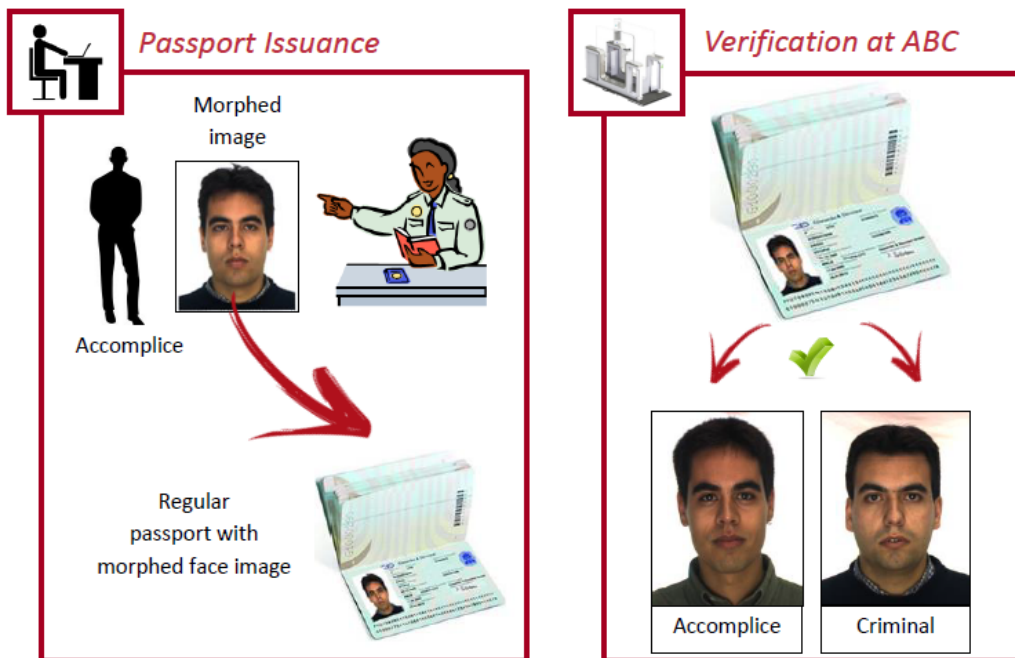 Passport Issuance
Morphed
image
Accomplice
Regular
passport with
morphed face image
Verification at ABC
Accomplice
Criminal